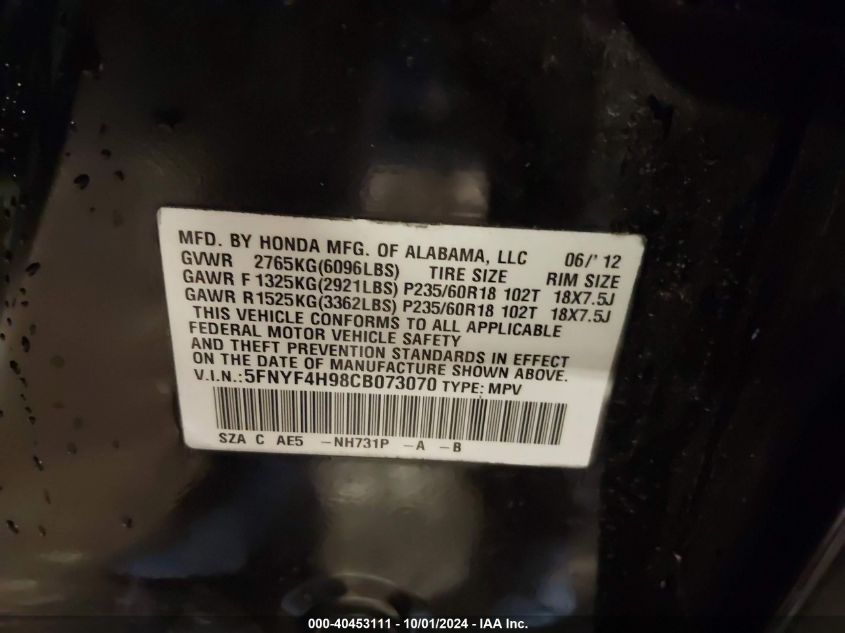 MFD. BY HONDA MFG. OF ALABAMA, LLC 06/'12
GVWR 2765KG(6096LBS) TIRE SIZE RIM SIZE
GAWR F 1325KG(2921LBS) P235/60R18 102T 18X7.5J
GAWR R1525KG(3362LBS) P235/60R18 102T 18X7.5J
THIS VEHICLE CONFORMS TO ALL APPLICABLE
FEDERAL MOTOR VEHICLE SAFETY
AND THEFT PREVENTION STANDARDS IN EFFECT
ON THE DATE OF MANUFACTURE SHOWN ABOVE.
V.I.N.:5FNYF4H98CB073070 TYPE: MPV
SZA C AE5 -NH731P -A -B
000-40453111 - 10/01/2024 - IAA Inc.